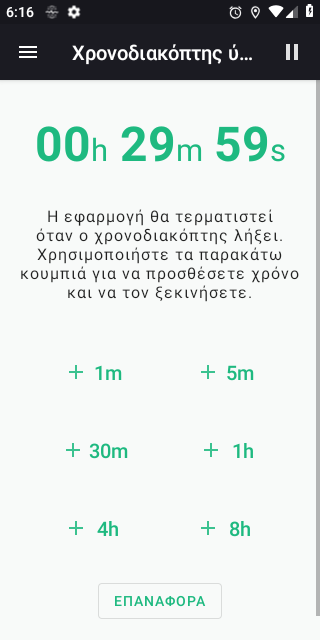 6:16
Χρονοδιακόπτης ύ…
00h 29m 59s
Η εφαρμογή θα τερματιστεί
όταν ο χρονοδιακόπτης λήξει.
Χρησιμοποιήστε τα παρακάτω
κουμπιά για να προσθέσετε χρόνο
και να τον ξεκινήσετε.
+ 1m + 5m
+ 30m + 1h
+ 4h + 8h
ΕΠΑΝΑΦΟΡΑ